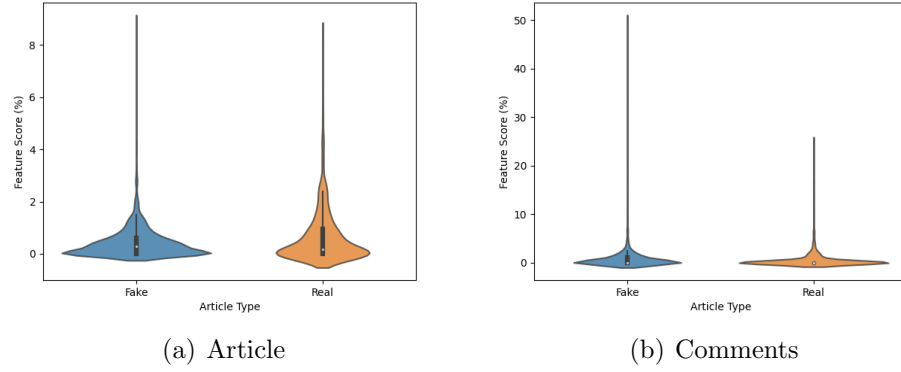 Feature Score (%)
8
6
4
2
0
Fake
Real
Article Type
(a) Article
Feature Score (%)
50
40
30
20
10
0
Fake
Real
Article Type
(b) Comments